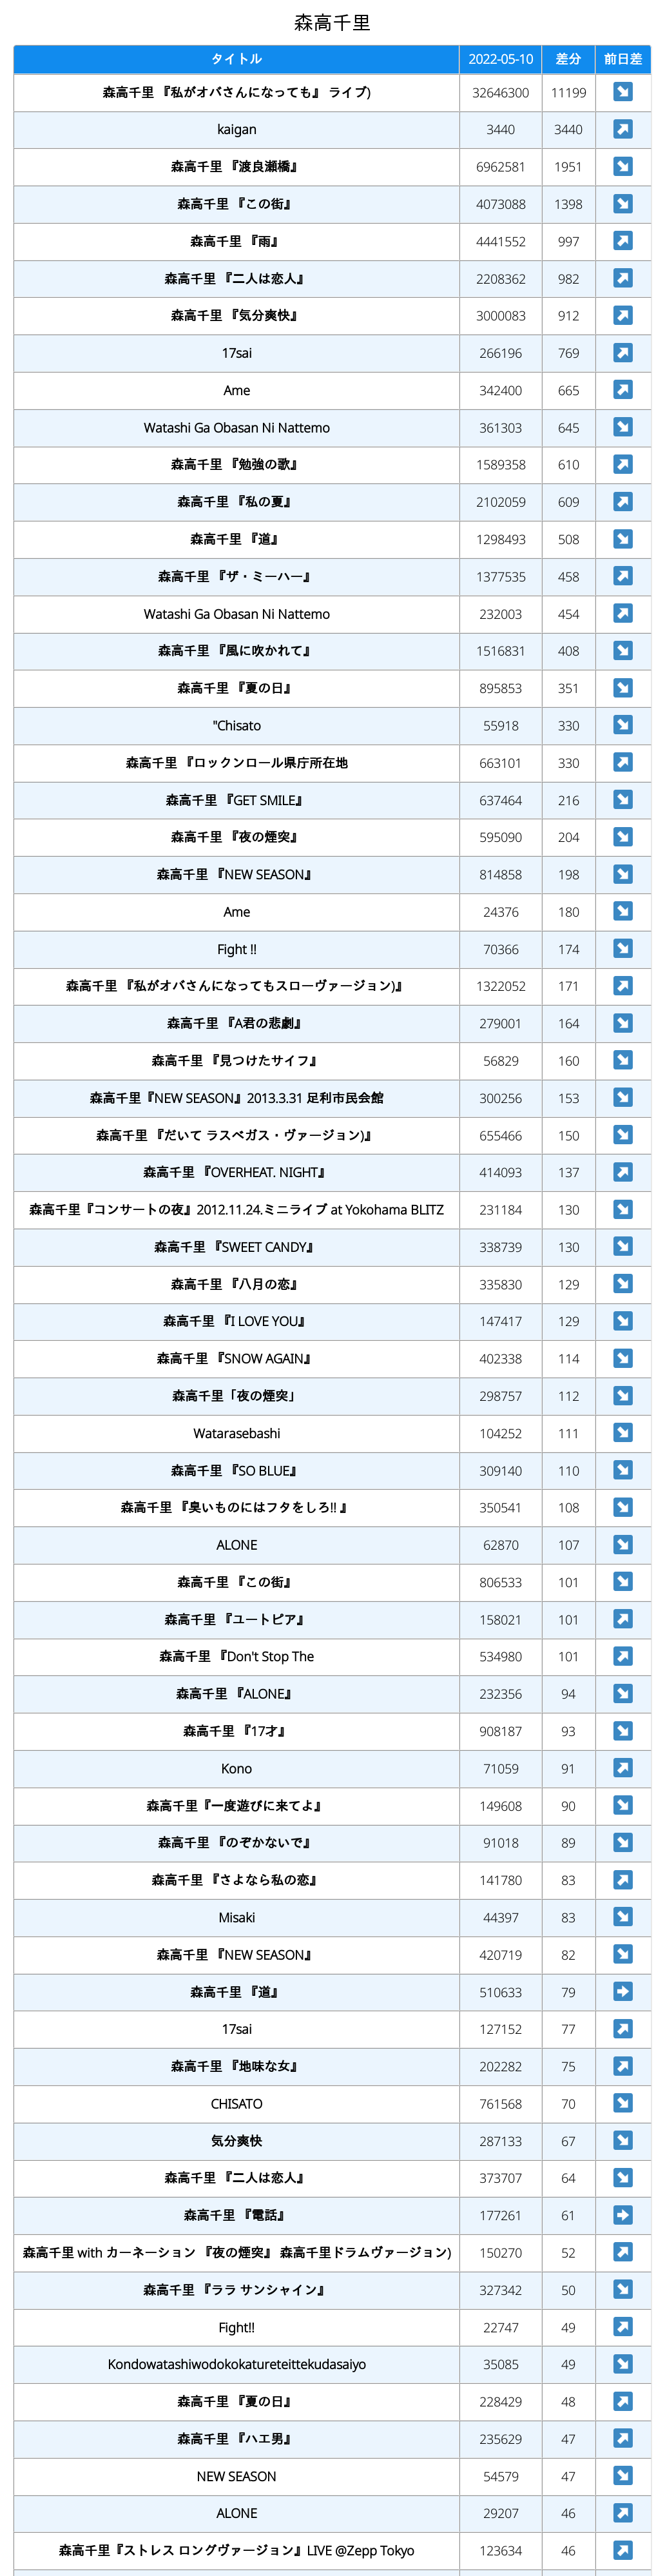 森高千里
タイトル 2022-05-10 差分 前日差
森高千里 『私がオバさんになっても』 ライブ) 32646300 11199 ↘
kaigan 3440 3440 ↗
森高千里 『渡良瀬橋』 6962581 1951 ↘
森高千里 『この街』 4073088 1398 ↘
森高千里 『雨』 4441552 997 ↗
森高千里 『二人は恋人』 2208362 982 ↗
森高千里 『気分爽快』 3000083 912 ↗
17sai 266196 769 ↗
Ame 342400 665 ↗
Watashi Ga Obasan Ni Nattemo 361303 645 ↘
森高千里 『勉強の歌』 1589358 610 ↗
森高千里 『私の夏』 2102059 609 ↗
森高千里 『道』 1298493 508 ↘
森高千里 『ザ・ミーハー』 1377535 458 ↗
Watashi Ga Obasan Ni Nattemo 232003 454 ↗
森高千里 『風に吹かれて』 1516831 408 ↘
森高千里 『夏の日』 895853 351 ↘
"Chisato 55918 330 ↘
森高千里 『ロックンロール県庁所在地 663101 330 ↗
森高千里 『GET SMILE』 637464 216 ↘
森高千里 『夜の煙突』 595090 204 ↘
森高千里 『NEW SEASON』 814858 198 ↘
Ame 24376 180 ↘
Fight !! 70366 174 ↘
森高千里 『私がオバさんになってもスローヴァージョン)』 1322052 171 ↗
森高千里 『A君の悲劇』 279001 164 ↘
森高千里 『見つけたサイフ』 56829 160 ↘
森高千里『NEW SEASON』2013.3.31 足利市民会館 300256 153 ↘
森高千里 『だいて ラスベガス・ヴァージョン)』 655466 150 ↘
森高千里 『OVERHEAT. NIGHT』 414093 137 ↗
森高千里『コンサートの夜』2012.11.24.ミニライブ at Yokohama BLITZ 231184 130 ↘
森高千里 『SWEET CANDY』 338739 130 ↘
森高千里 『八月の恋』 335830 129 ↘
森高千里 『I LOVE YOU』 147417 129 ↘
森高千里 『SNOW AGAIN』 402338 114 ↘
森高千里「夜の煙突」 298757 112 ↘
Watarasebashi 104252 111 ↘
森高千里 『SO BLUE』 309140 110 ↘
森高千里 『臭いものにはフタをしろ!! 』 350541 108 ↘
ALONE 62870 107 ↘
森高千里 『この街』 806533 101 ↘
森高千里 『ユートピア』 158021 101 ↗
森高千里 『Don't Stop The 534980 101 ↗
森高千里 『ALONE』 232356 94 ↘
森高千里 『17才』 908187 93 ↘
Kono 71059 91 ↗
森高千里『一度遊びに来てよ』 149608 90 ↘
森高千里 『のぞかないで』 91018 89 ↘
森高千里 『さよなら私の恋』 141780 83 ↗
Misaki 44397 83 ↘
森高千里 『NEW SEASON』 420719 82 ↘
森高千里 『道』 510633 79 ➡
17sai 127152 77 ↗
森高千里 『地味な女』 202282 75 ↗
CHISATO 761568 70 ↘
気分爽快 287133 67 ↘
森高千里 『二人は恋人』 373707 64 ↘
森高千里 『電話』 177261 61 ➡
森高千里 with カーネーション 『夜の煙突』 森高千里ドラムヴァージョン) 150270 52 ↗
森高千里 『ララ サンシャイン』 327342 50 ↘
Fight!! 22747 49 ↗
Kondowatashiwodokokatureteittekudasaiyo 35085 49 ↘
森高千里 『夏の日』 228429 48 ↗
森高千里 『ハエ男』 235629 47 ↗
NEW SEASON 54579 47 ↘
ALONE 29207 46 ↗
森高千里『ストレス ロングヴァージョン』LIVE @Zepp Tokyo 123634 46 ↗